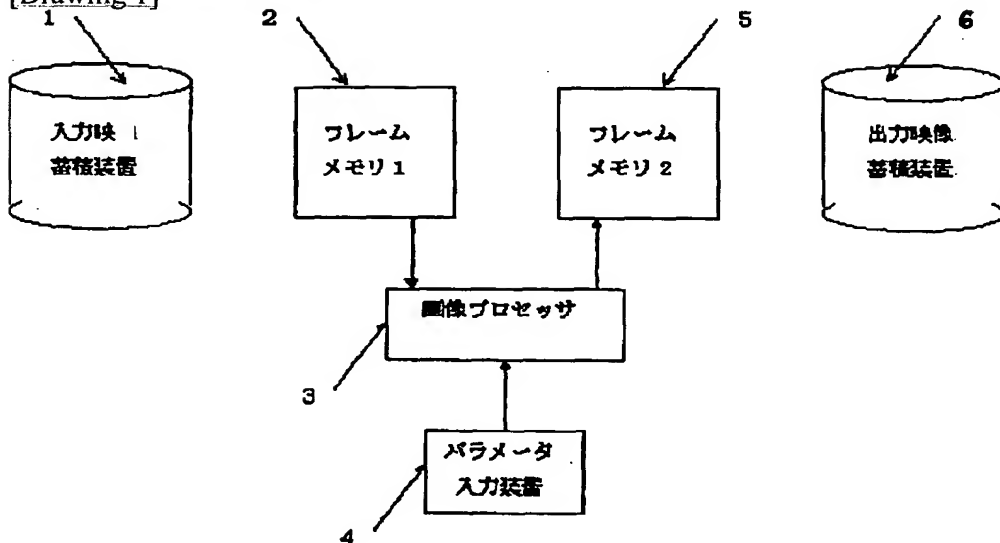 [Drawing 1]
1
2
5
6
入力映
蓄積装置
フレーム
メモリ1
フレーム
メモリ2
出力映像
蓄積装置
画像プロセッサ
3
パラメータ
入力装置
4